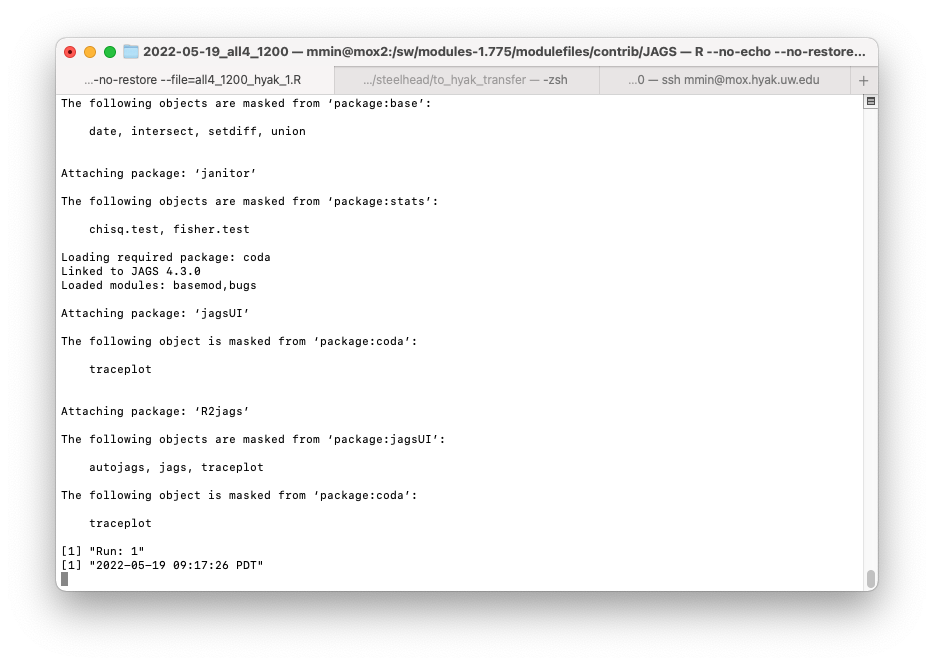 2022-05-19_all4_1200 — mmin@mox2:/sw/modules-1.775/modulefiles/contrib/JAGS — R --no-echo --no-restore...
...-no-restore --file=all4_1200_hyak_1.R
.../steelhead/to_hyak_transfer — -zsh
...0 — ssh mmin@mox.hyak.uw.edu
+
The following objects are masked from ‘package:base’:
date, intersect, setdiff, union
Attaching package: ‘janitor’
The following objects are masked from ‘package:stats’:
chisq.test, fisher.test
Loading required package: coda
Linked to JAGS 4.3.0
Loaded modules: basemod,bugs
Attaching package: ‘jagsUI’
The following object is masked from ‘package:coda’:
traceplot
Attaching package: ‘R2jags’
The following objects are masked from ‘package:jagsUI’:
autojags, jags, traceplot
The following object is masked from ‘package:coda’:
traceplot
[1] "Run: 1"
[1] "2022-05-19 09:17:26 PDT"